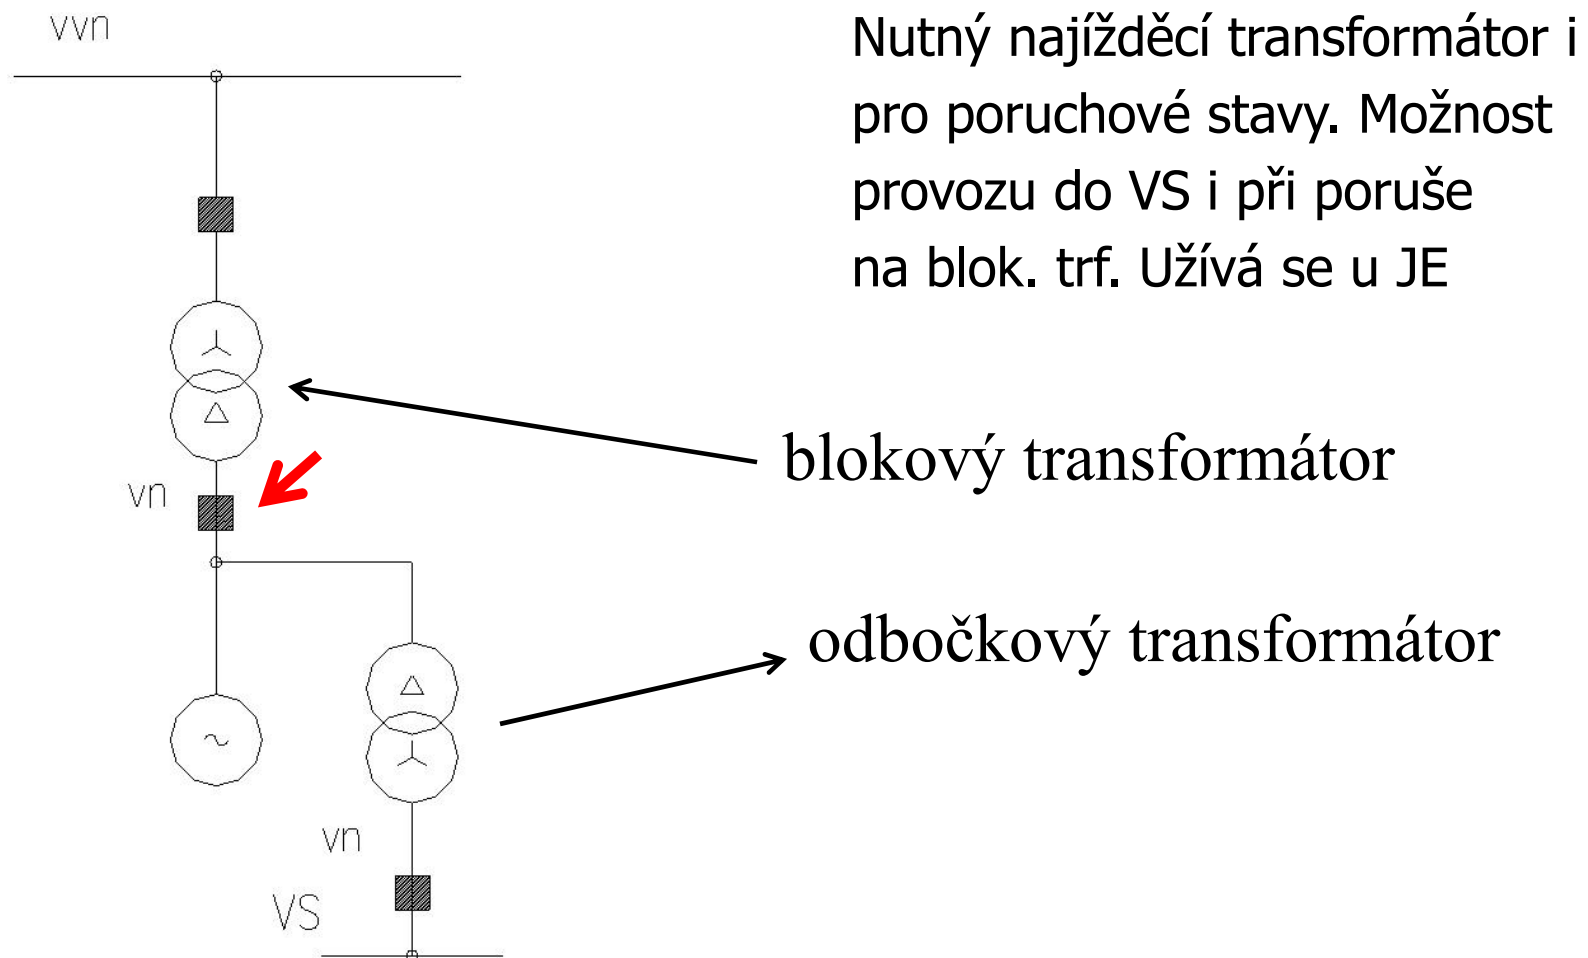 vvn
Nutný najížděcí transformátor i
pro poruchové stavy. Možnost
provozu do VS i při poruše
na blok. trf. Užívá se u JE
blokový transformátor
vn
odbočkový transformátor
vn
VS